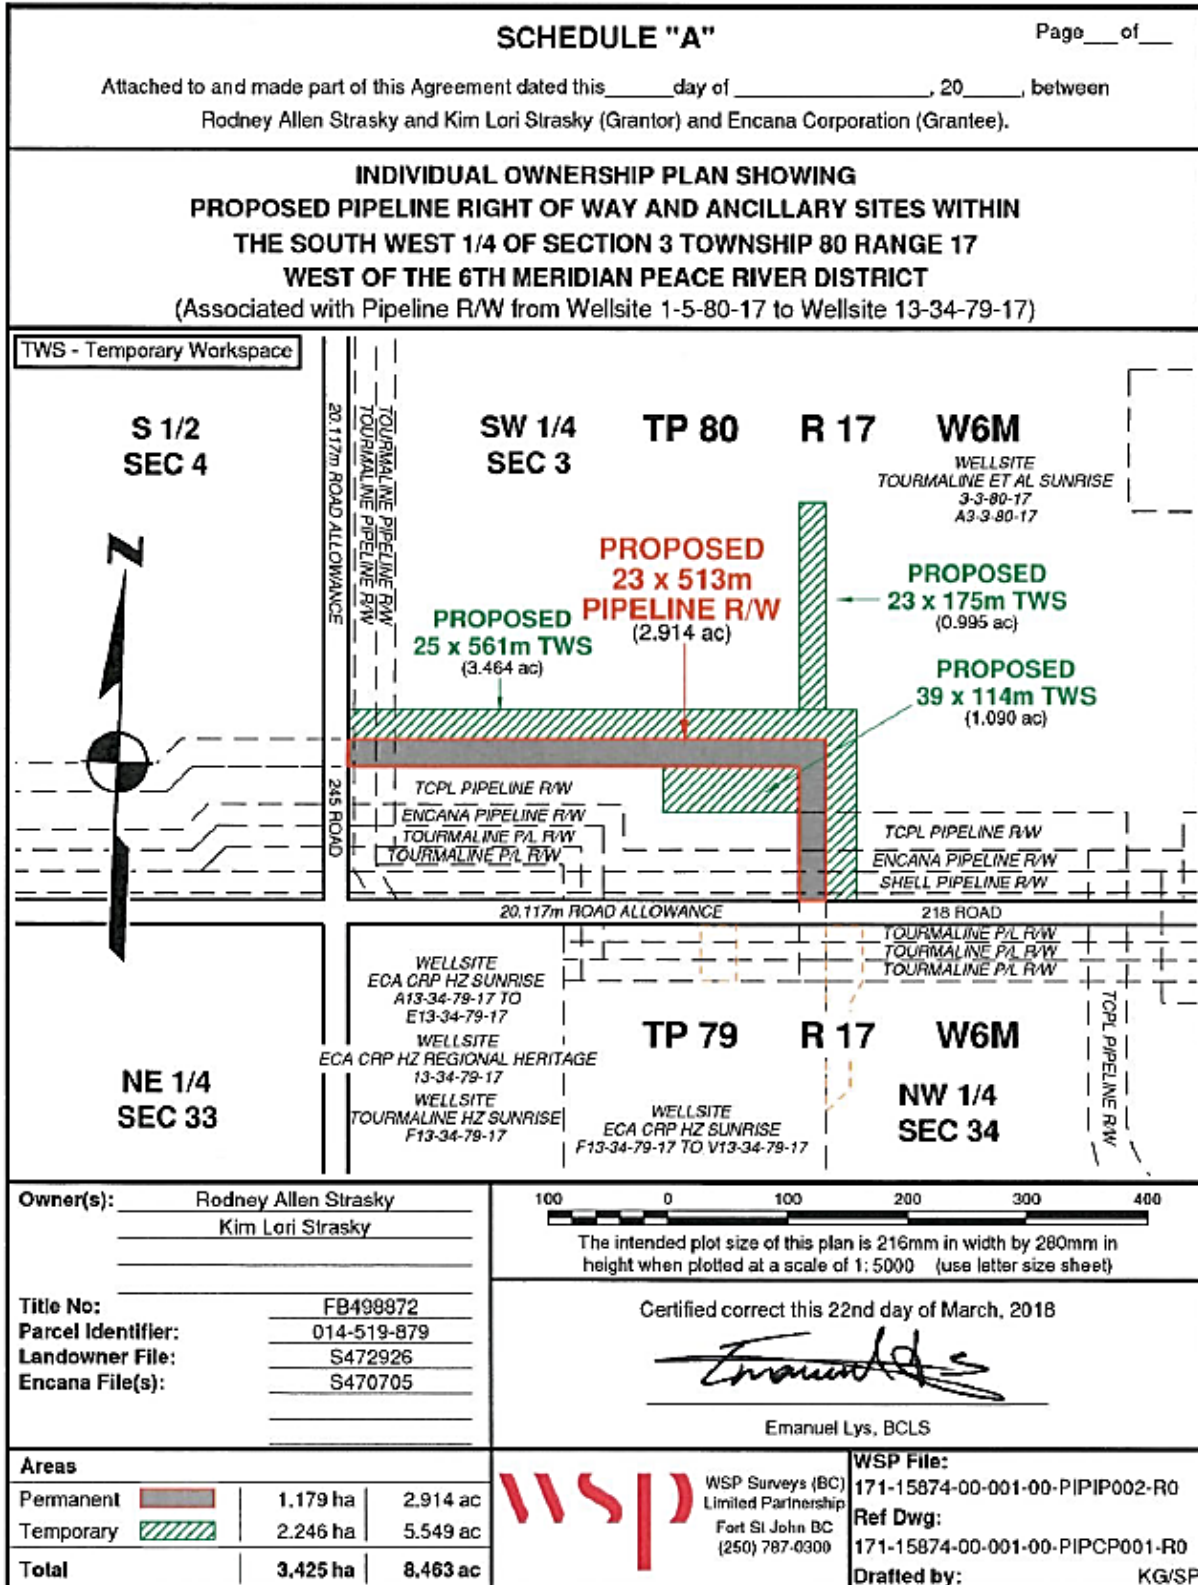 SCHEDULE "A"
Page___of___
Attached to and made part of this Agreement dated this______day of __________________, 20_____, between
Rodney Allen Strasky and Kim Lori Strasky (Grantor) and Encana Corporation (Grantee).
INDIVIDUAL OWNERSHIP PLAN SHOWING
PROPOSED PIPELINE RIGHT OF WAY AND ANCILLARY SITES WITHIN
THE SOUTH WEST 1/4 OF SECTION 3 TOWNSHIP 80 RANGE 17
WEST OF THE 6TH MERIDIAN PEACE RIVER DISTRICT
(Associated with Pipeline R/W from Wellsite 1-5-80-17 to Wellsite 13-34-79-17)
TWS - Temporary Workspace
S 1/2
SEC 4
20.117m ROAD ALLOWANCE
TOURMALINE PIPELINE R/W
TOURMALINE PIPELINE R/W
SW 1/4
SEC 3
TP 80 R 17 W6M
WELLSITE
TOURMALINE ET AL SUNRISE
3-3-80-17
A3-3-80-17
N
PROPOSED
23 x 513m
PIPELINE R/W
(2.914 ac)
PROPOSED
25 x 561m TWS
(3.464 ac)
PROPOSED
23 x 175m TWS
(0.995 ac)
PROPOSED
39 x 114m TWS
(1.090 ac)
245 ROAD
TCPL PIPELINE R/W
ENCANA PIPELINE R/W
TOURMALINE P/L R/W
TOURMALINE P/L R/W
TCPL PIPELINE R/W
ENCANA PIPELINE R/W
SHELL PIPELINE R/W
20.117m ROAD ALLOWANCE
218 ROAD
TOURMALINE P/L R/W
TOURMALINE P/L R/W
TOURMALINE P/L R/W
WELLSITE
ECA CRP HZ SUNRISE
A13-34-79-17 TO
E13-34-79-17
WELLSITE
ECA CRP HZ REGIONAL HERITAGE
13-34-79-17
WELLSITE
TOURMALINE HZ SUNRISE
F13-34-79-17
NE 1/4
SEC 33
TP 79 R 17 W6M
WELLSITE
ECA CRP HZ SUNRISE
F13-34-79-17 TO V13-34-79-17
NW 1/4
SEC 34
TCPL PIPELINE R/W
Owner(s): Rodney Allen Strasky
Kim Lori Strasky
Title No: FB498872
Parcel Identifier: 014-519-879
Landowner File: S472926
Encana File(s): S470705
100 0 100 200 300 400
The intended plot size of this plan is 216mm in width by 280mm in
height when plotted at a scale of 1: 5000 (use letter size sheet)
Certified correct this 22nd day of March, 2018
Emanuel Lys, BCLS
Areas
Permanent 1.179 ha 2.914 ac
Temporary 2.246 ha 5.549 ac
Total 3.425 ha 8.463 ac
WSP
WSP Surveys (BC)
Limited Partnership
Fort St John BC
(250) 787-0300
WSP File:
171-15874-00-001-00-PIPIP002-R0
Ref Dwg:
171-15874-00-001-00-PIPCP001-R0
Drafted by: KG/SP